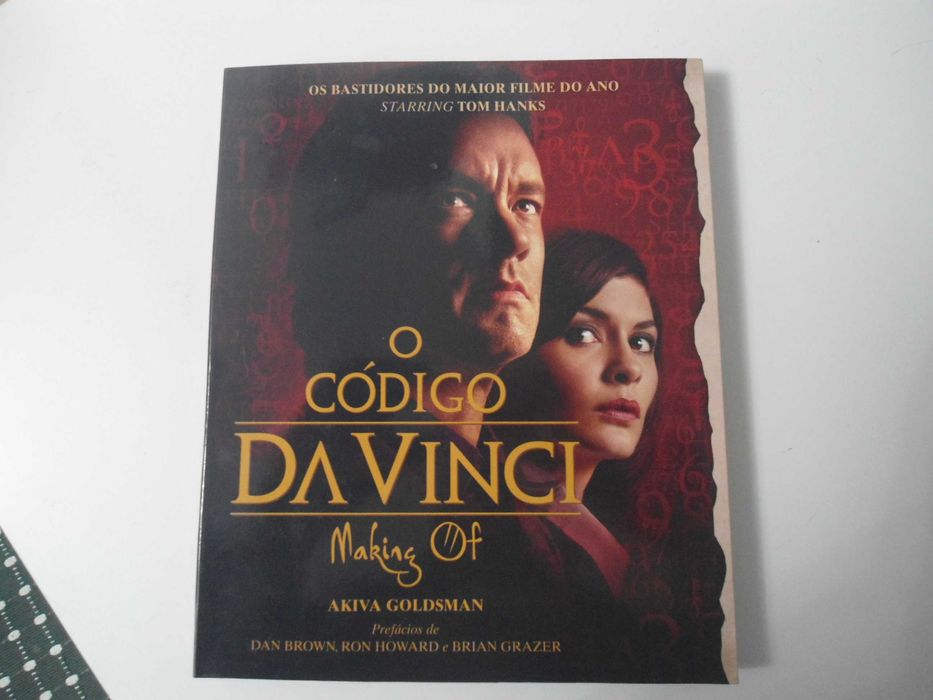 OS BASTIDORES DO MAIOR FILME DO ANO
STARRING TOM HANKS
O
CÓDIGO
DA VINCI
Making Of
AKIVA GOLDSMAN
Prefácios de
DAN BROWN, RON HOWARD e BRIAN GRAZER